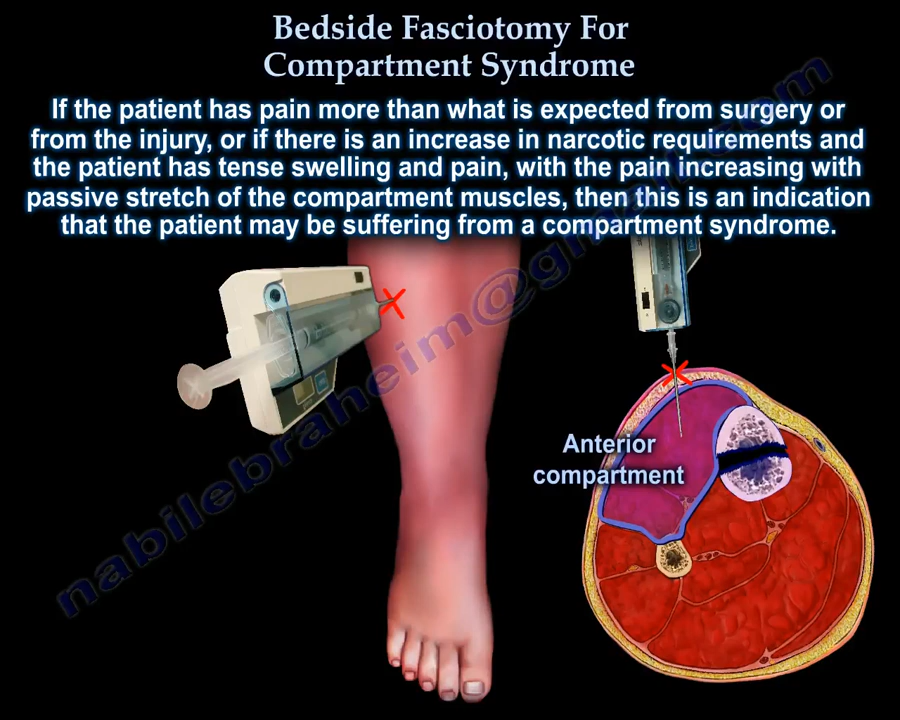 Bedside Fasciotomy For
Compartment Syndrome
If the patient has pain more than what is expected from surgery or
from the injury, or if there is an increase in narcotic requirements and
the patient has tense swelling and pain, with the pain increasing with
passive stretch of the compartment muscles, then this is an indication
that the patient may be suffering from a compartment syndrome.
Anterior
compartment
nabilebraheim@gmail.com